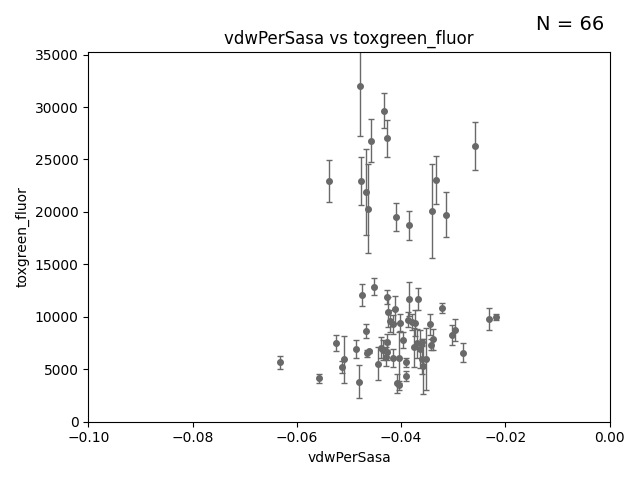 N = 66
vdwPerSasa vs toxgreen_fluor
35000
30000
25000
20000
15000
10000
5000
0
toxgreen_fluor
−0.10 −0.08 −0.06 −0.04 −0.02 0.00
vdwPerSasa